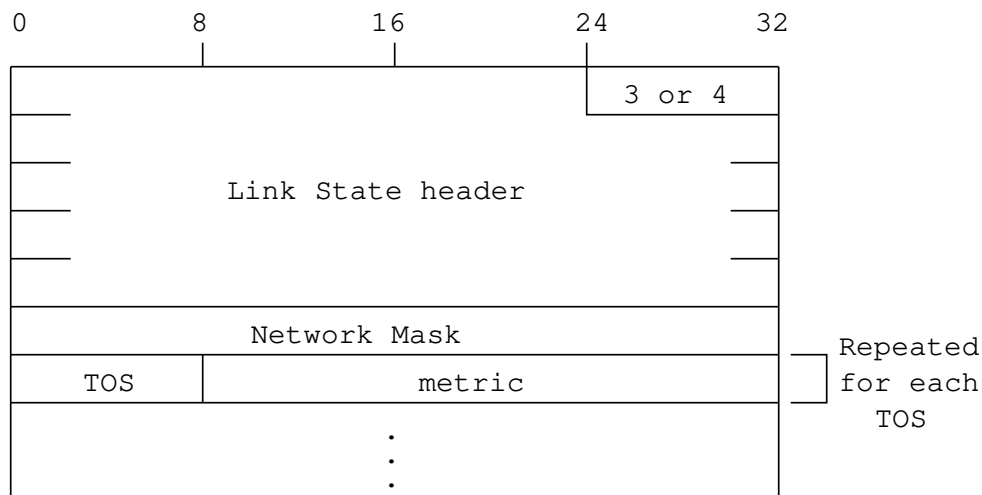 0 8 16 24 32
3 or 4
Link State header
Network Mask
TOS metric
Repeated
for each
TOS